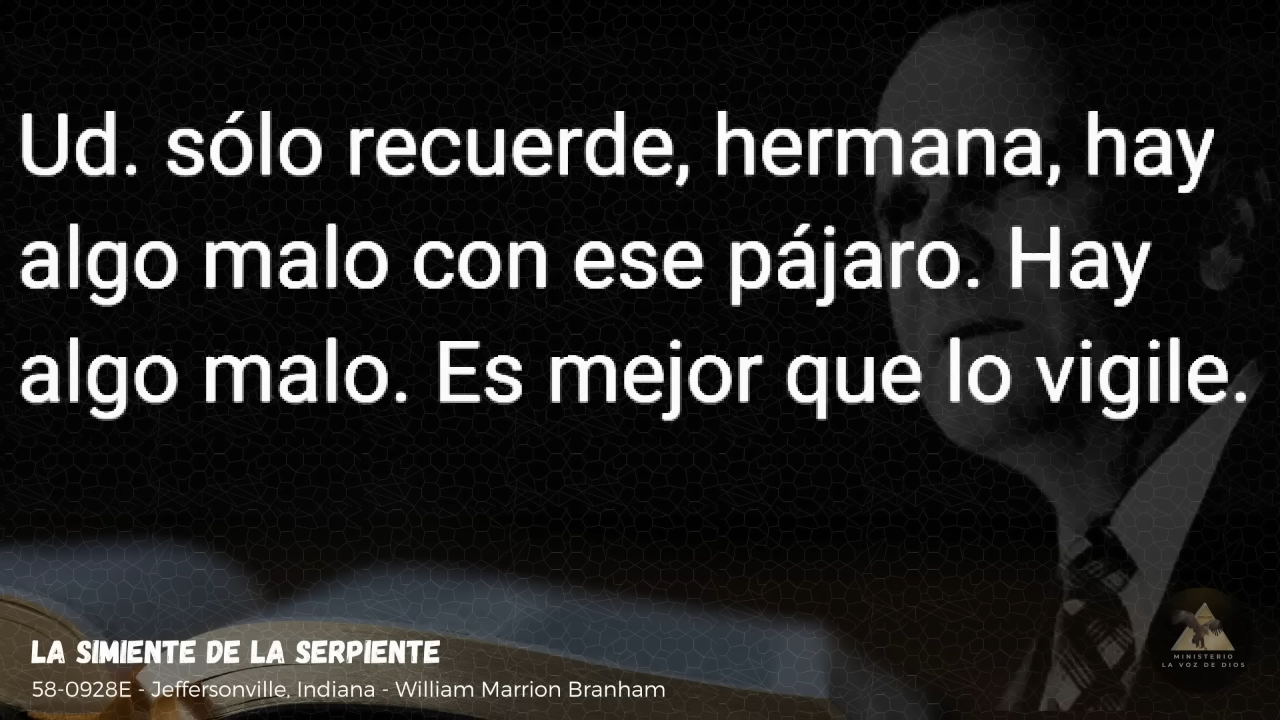 Ud. sólo recuerde, hermana, hay
algo malo con ese pájaro. Hay
algo malo. Es mejor que lo vigile.
LA SIMIENTE DE LA SERPIENTE
58-0928E - Jeffersonville, Indiana - William Marrion Branham
MINISTERIO
LA VOZ DE DIOS